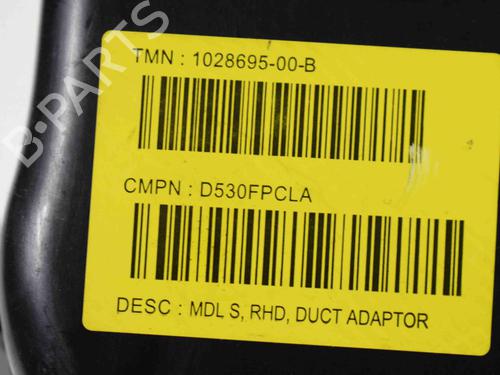 B-PARTS
TMN : 1028695-00-B
CMPN : D530FPCLA
DESC : MDL S, RHD, DUCT ADAPTOR